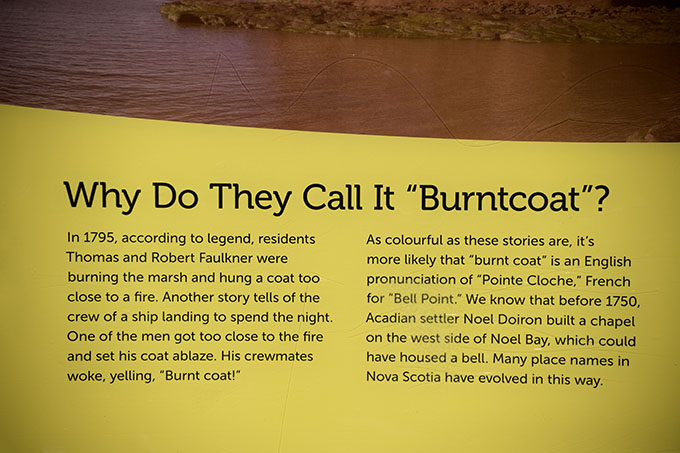 Why Do They Call It “Burntcoat”?
In 1795, according to legend, residents
Thomas and Robert Faulkner were
burning the marsh and hung a coat too
close to a fire. Another story tells of the
crew of a ship landing to spend the night.
One of the men got too close to the fire
and set his coat ablaze. His crewmates
woke, yelling, “Burnt coat!”
As colourful as these stories are, it’s
more likely that “burnt coat” is an English
pronunciation of “Pointe Cloche,” French
for “Bell Point.” We know that before 1750,
Acadian settler Noel Doiron built a chapel
on the west side of Noel Bay, which could
have housed a bell. Many place names in
Nova Scotia have evolved in this way.